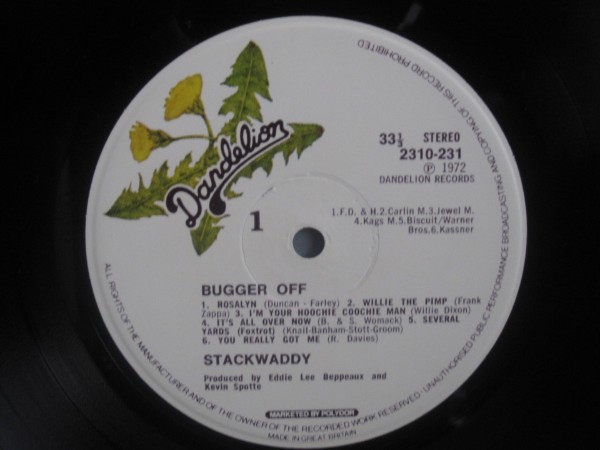 Dandelion
33⅓ STEREO
2310-231
Ⓟ 1972
DANDELION RECORDS
1
1.F.D. & H.2.Carlin M.3.Jewel M.
4.Kags M.5.Biscuit/Warner
Bros.6.Kassner
BUGGER OFF
1. ROSALYN (Duncan - Farley) 2. WILLIE THE PIMP (Frank
Zappa) 3. I'M YOUR HOOCHIE COOCHIE MAN (Willie Dixon)
4. IT'S ALL OVER NOW (B. & S. Womack) 5. SEVERAL
YARDS (Foxtrot) (Knail-Banham-Stott-Groom)
6. YOU REALLY GOT ME (R. Davies)
STACKWADDY
Produced by Eddie Lee Beppeaux and
Kevin Spotte
ALL RIGHTS OF THE MANUFACTURER AND OF THE OWNER OF THE RECORDED WORK RESERVED - UNAUTHORISED PUBLIC PERFORMANCE BROADCASTING AND COPYING OF THIS RECORD PROHIBITED
MARKETED BY POLYDOR
MADE IN GREAT BRITAIN